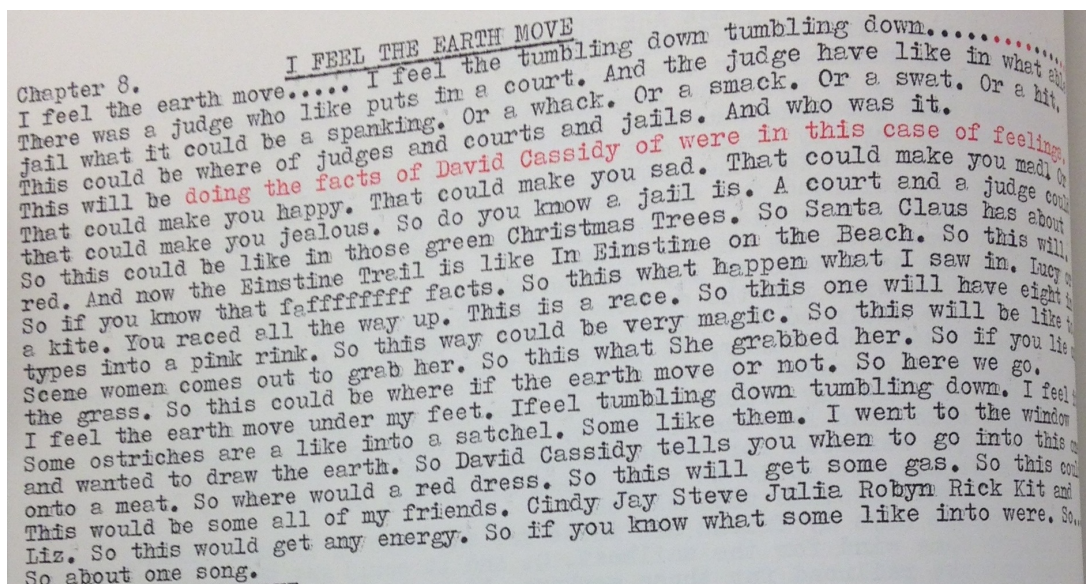 I FEEL THE EARTH MOVE
Chapter 8.
I feel the earth move..... I feel the tumbling down tumbling down..............
There was a judge who like puts in a court. And the judge have like in what able
jail what it could be a spanking. Or a whack. Or a smack. Or a swat. Or a hit.
This could be where of judges and courts and jails. And who was it.
This will be doing the facts of David Cassidy of were in this case of feelings.
That could make you happy. That could make you sad. That could make you mad. Or
that could make you jealous. So do you know a jail is. A court and a judge could
So this could be like in those green Christmas Trees. So Santa Claus has about
red. And now the Einstine Trail is like In Einstine on the Beach. So this will.
So if you know that faffffffff facts. So this what happen what I saw in. Lucy
a kite. You raced all the way up. This is a race. So this one will have eight
types into a pink rink. So this way could be very magic. So this will be like
Scene women comes out to grab her. So this what She grabbed her. So if you lie
the grass. So this could be where if the earth move or not. So here we go.
I feel the earth move under my feet. Ifeel tumbling down tumbling down. I feel
Some ostriches are a like into a satchel. Some like them. I went to the window
and wanted to draw the earth. So David Cassidy tells you when to go into this
onto a meat. So where would a red dress. So this will get some gas. So this
This would be some all of my friends. Cindy Jay Steve Julia Robyn Rick Kit and
Liz. So this would get any energy. So if you know what some like into were. So..
So about one song.